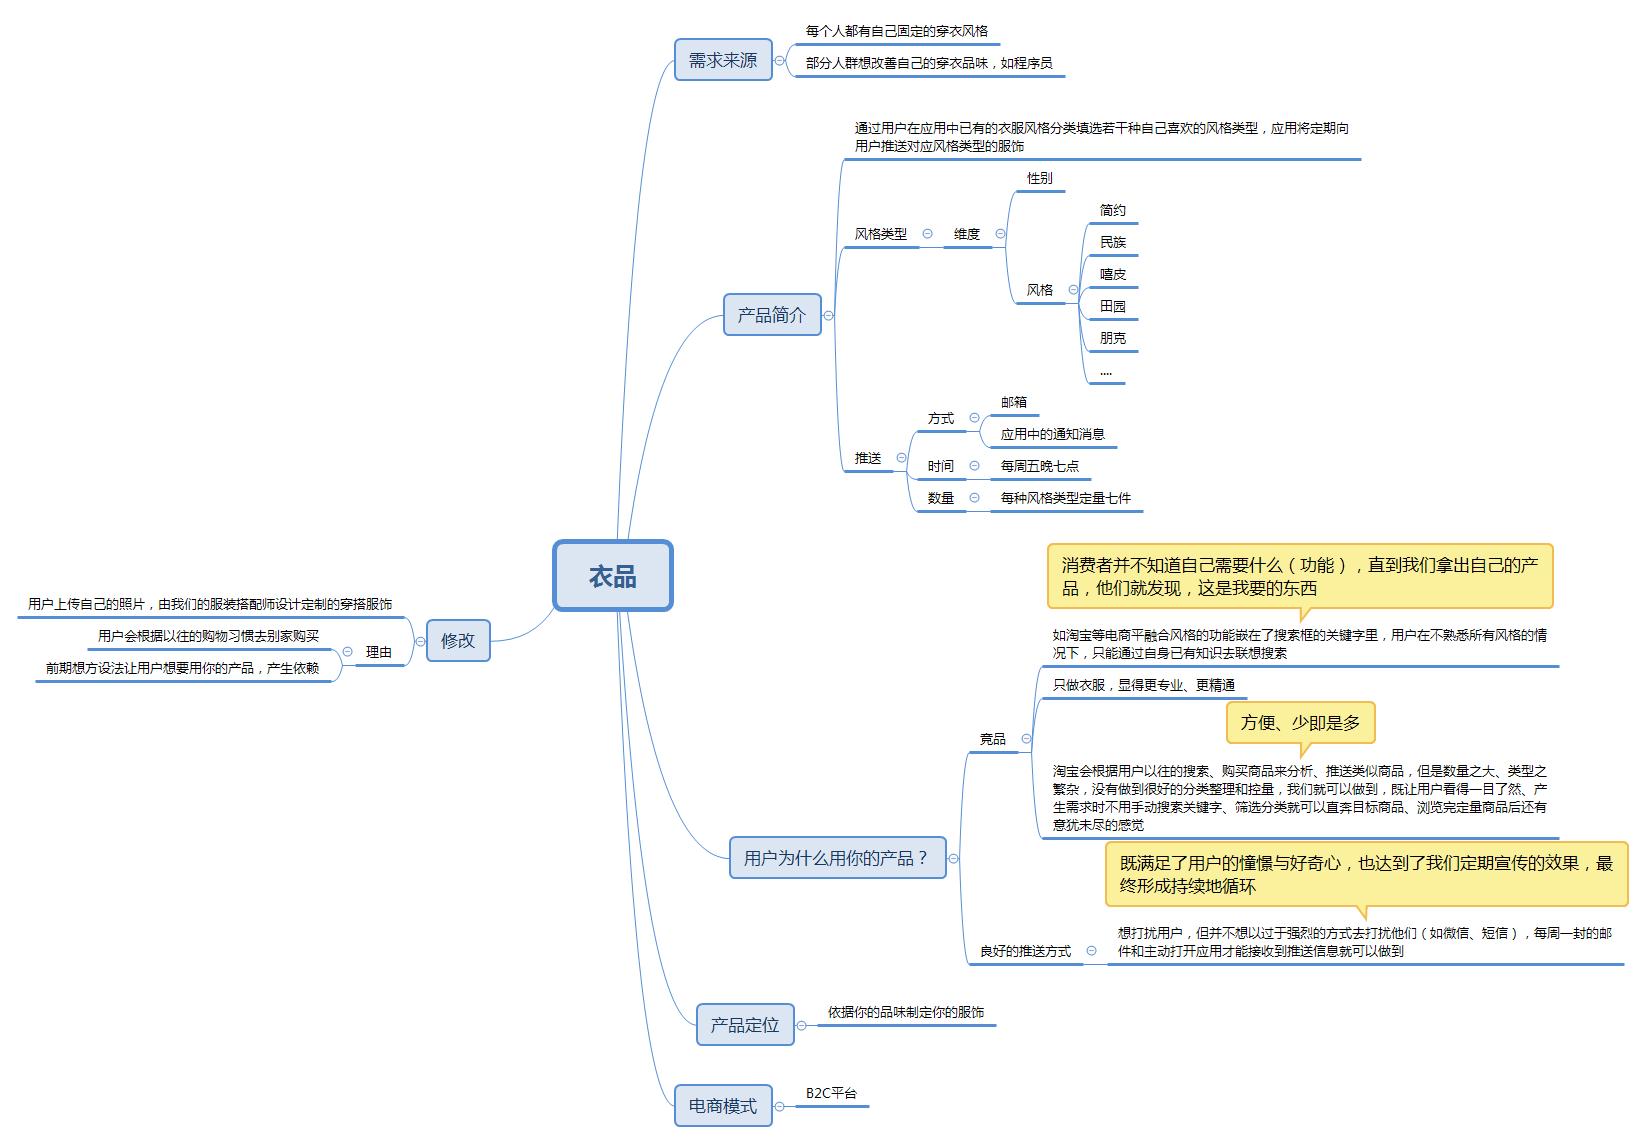 衣品
需求来源
每个人都有自己固定的穿衣风格
部分人群想改善自己的穿衣品味，如程序员
产品简介
通过用户在应用中已有的衣服风格分类填选若干种自己喜欢的风格类型，应用将定期向
用户推送对应风格类型的服饰
风格类型
维度
性别
风格
简约
民族
嘻皮
田园
朋克
....
推送
方式
邮箱
应用中的通知消息
时间
每周五晚七点
数量
每种风格类型定量七件
用户为什么用你的产品？
竞品
消费者并不知道自己需要什么（功能），直到我们拿出自己的产
品，他们就发现，这是我要的东西
如淘宝等电商平融合风格的功能嵌在了搜索框的关键字里，用户在不熟悉所有风格的情
况下，只能通过自身已有知识去联想搜索
只做衣服，显得更专业、更精通
方便、少即是多
淘宝会根据用户以往的搜索、购买商品来分析、推送类似商品，但是数量之大、类型之
繁杂，没有做到很好的分类整理和控量，我们就可以做到，既让用户看得一目了然、产
生需求时不用手动搜索关键字、筛选分类就可以直奔目标商品、浏览完定量商品后还有
意犹未尽的感觉
良好的推送方式
既满足了用户的憧憬与好奇心，也达到了我们定期宣传的效果，最
终形成持续地循环
想打扰用户，但并不想以过于强烈的方式去打扰他们（如微信、短信），每周一封的邮
件和主动打开应用才能接收到推送信息就可以做到
产品定位
依据你的品味制定你的服饰
电商模式
B2C平台
修改
用户上传自己的照片，由我们的服装搭配师设计定制的穿搭服饰
理由
用户会根据以往的购物习惯去别家购买
前期想方设法让用户想要用你的产品，产生依赖